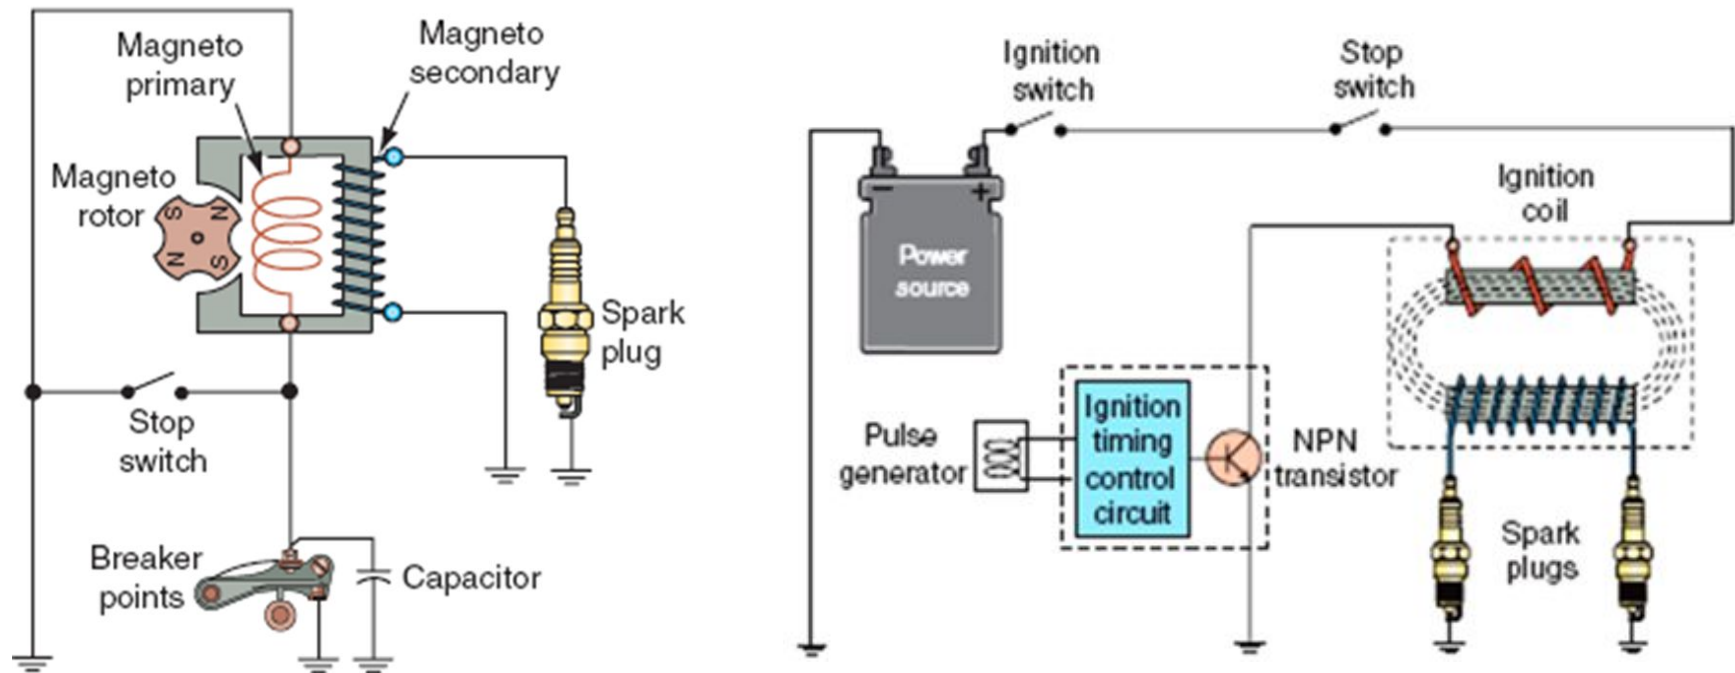 Magneto
primary
Magneto
secondary
Magneto
rotor
S
N
N
S
Spark
plug
Stop
switch
Breaker
points
Capacitor
Ignition
switch
Stop
switch
Ignition
coil
−
+
Power
source
Pulse
generator
Ignition
timing
control
circuit
NPN
transistor
Spark
plugs